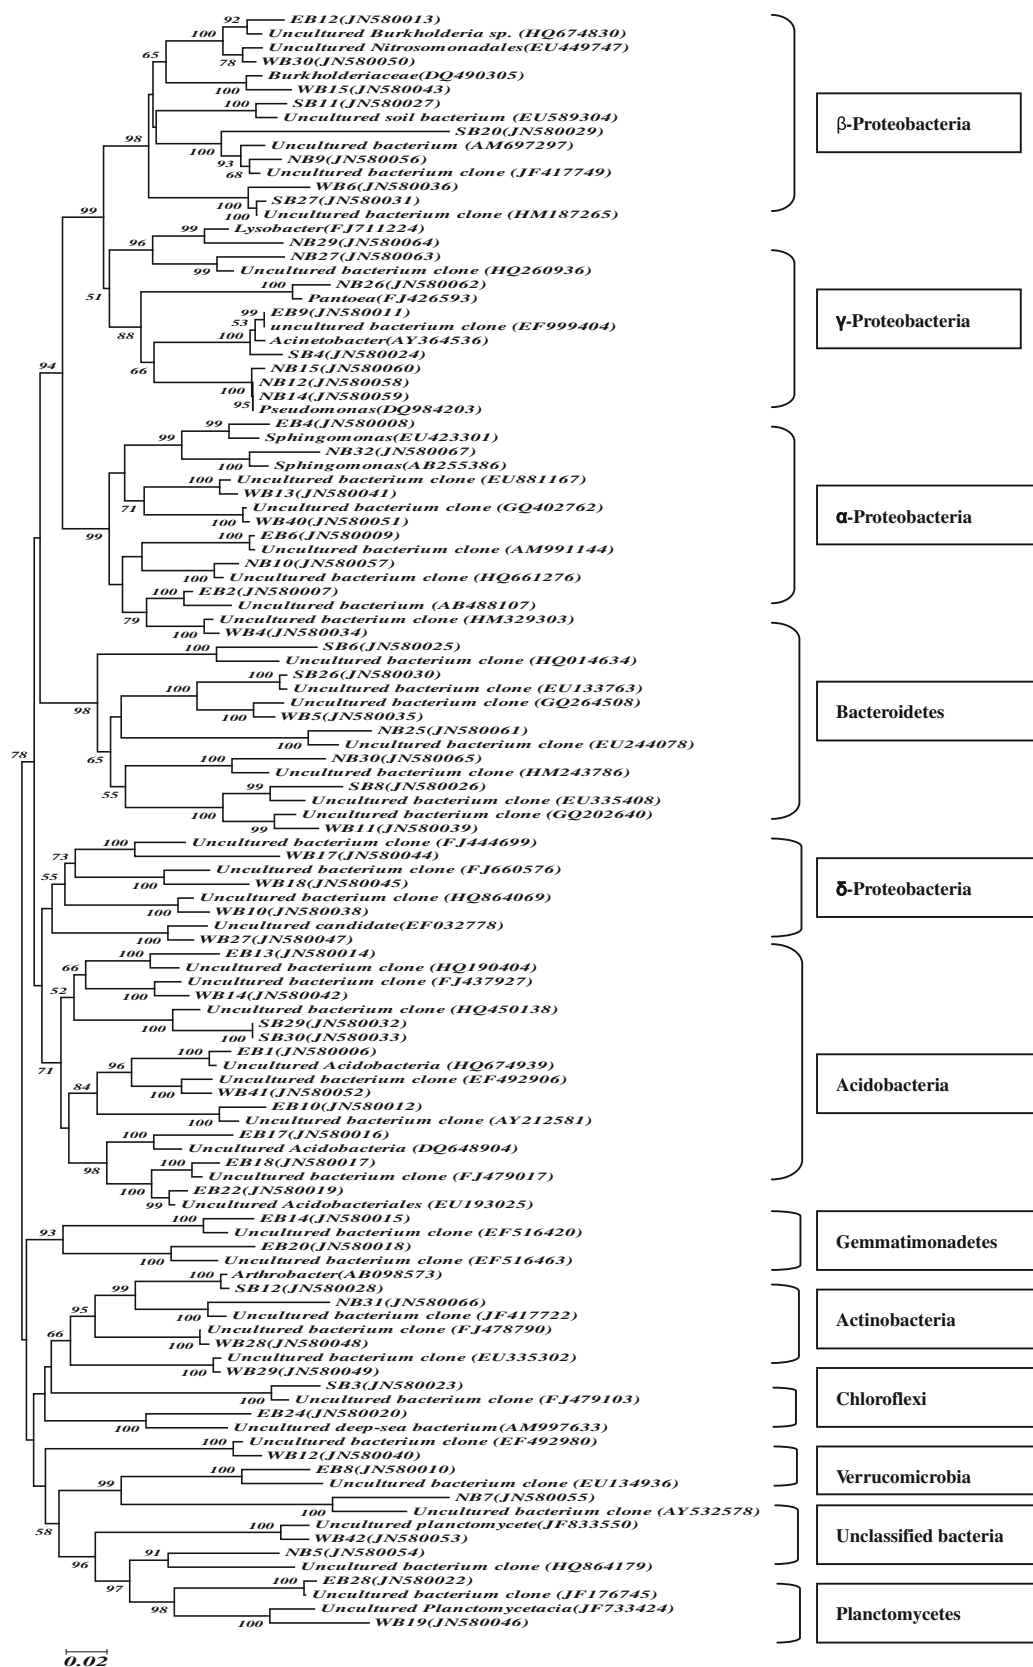 EB12(JN580013)
Uncultured Burkholderia sp. (HQ674830)
Uncultured Nitrosomonadales(EU449747)
WB30(JN580050)
Burkholderiaceae(DQ490305)
WB15(JN580043)
SB11(JN580027)
Uncultured soil bacterium (EU589304)
SB20(JN580029)
Uncultured bacterium (AM697297)
NB9(JN580056)
Uncultured bacterium clone (JF417749)
WB6(JN580036)
SB27(JN580031)
Uncultured bacterium clone (HM187265)
Lysobacter(FJ711224)
NB29(JN580064)
NB27(JN580063)
Uncultured bacterium clone (HQ260936)
NB26(JN580062)
Pantoea(FJ426593)
EB9(JN580011)
uncultured bacterium clone (EF999404)
Acinetobacter(AY364536)
SB4(JN580024)
NB15(JN580060)
NB12(JN580058)
NB14(JN580059)
Pseudomonas(DQ984203)
EB4(JN580008)
Sphingomonas(EU423301)
NB32(JN580067)
Sphingomonas(AB255386)
Uncultured bacterium clone (EU881167)
WB13(JN580041)
Uncultured bacterium clone (GQ402762)
WB40(JN580051)
EB6(JN580009)
Uncultured bacterium clone (AM991144)
NB10(JN580057)
Uncultured bacterium clone (HQ661276)
EB2(JN580007)
Uncultured bacterium (AB488107)
Uncultured bacterium clone (HM329303)
WB4(JN580034)
SB6(JN580025)
Uncultured bacterium clone (HQ014634)
SB26(JN580030)
Uncultured bacterium clone (EU133763)
Uncultured bacterium clone (GQ264508)
WB5(JN580035)
NB25(JN580061)
Uncultured bacterium clone (EU244078)
NB30(JN580065)
Uncultured bacterium clone (HM243786)
SB8(JN580026)
Uncultured bacterium clone (EU335408)
Uncultured bacterium clone (GQ202640)
WB11(JN580039)
Uncultured bacterium clone (FJ444699)
WB17(JN580044)
Uncultured bacterium clone (FJ660576)
WB18(JN580045)
Uncultured bacterium clone (HQ864069)
WB10(JN580038)
Uncultured candidate(EF032778)
WB27(JN580047)
EB13(JN580014)
Uncultured bacterium clone (HQ190404)
Uncultured bacterium clone (FJ437927)
WB14(JN580042)
Uncultured bacterium clone (HQ450138)
SB29(JN580032)
SB30(JN580033)
EB1(JN580006)
Uncultured Acidobacteria (HQ674939)
Uncultured bacterium clone (EF492906)
WB41(JN580052)
EB10(JN580012)
Uncultured bacterium clone (AY212581)
EB17(JN580016)
Uncultured Acidobacteria (DQ648904)
EB18(JN580017)
Uncultured bacterium clone (FJ479017)
EB22(JN580019)
Uncultured Acidobacteriales (EU193025)
EB14(JN580015)
Uncultured bacterium clone (EF516420)
EB20(JN580018)
Uncultured bacterium clone (EF516463)
Arthrobacter(AB098573)
SB12(JN580028)
NB31(JN580066)
Uncultured bacterium clone (JF417722)
Uncultured bacterium clone (FJ478790)
WB28(JN580048)
Uncultured bacterium clone (EU335302)
WB29(JN580049)
SB3(JN580023)
Uncultured bacterium clone (FJ479103)
EB24(JN580020)
Uncultured deep-sea bacterium(AM997633)
Uncultured bacterium clone (EF492980)
WB12(JN580040)
EB8(JN580010)
Uncultured bacterium clone (EU134936)
NB7(JN580055)
Uncultured bacterium clone (AY532578)
Uncultured planctomycete(JF833550)
WB42(JN580053)
NB5(JN580054)
Uncultured bacterium clone (HQ864179)
EB28(JN580022)
Uncultured bacterium clone (JF176745)
Uncultured Planctomycetacia(JF733424)
WB19(JN580046)
β-Proteobacteria
γ-Proteobacteria
α-Proteobacteria
Bacteroidetes
δ-Proteobacteria
Acidobacteria
Gemmatimonadetes
Actinobacteria
Chloroflexi
Verrucomicrobia
Unclassified bacteria
Planctomycetes
92
100
78
65
100
100
98
100
93
68
100
100
99
99
96
99
51
100
88
99
53
100
66
100
95
94
99
99
100
100
71
100
99
100
100
100
79
100
100
100
100
98
100
65
100
55
99
100
99
78
100
73
100
55
100
100
100
66
100
52
100
100
71
100
96
100
84
100
100
98
100
100
99
100
93
100
100
99
100
95
100
66
100
100
100
100
100
99
100
58
100
96
91
97
100
98
100
0.02